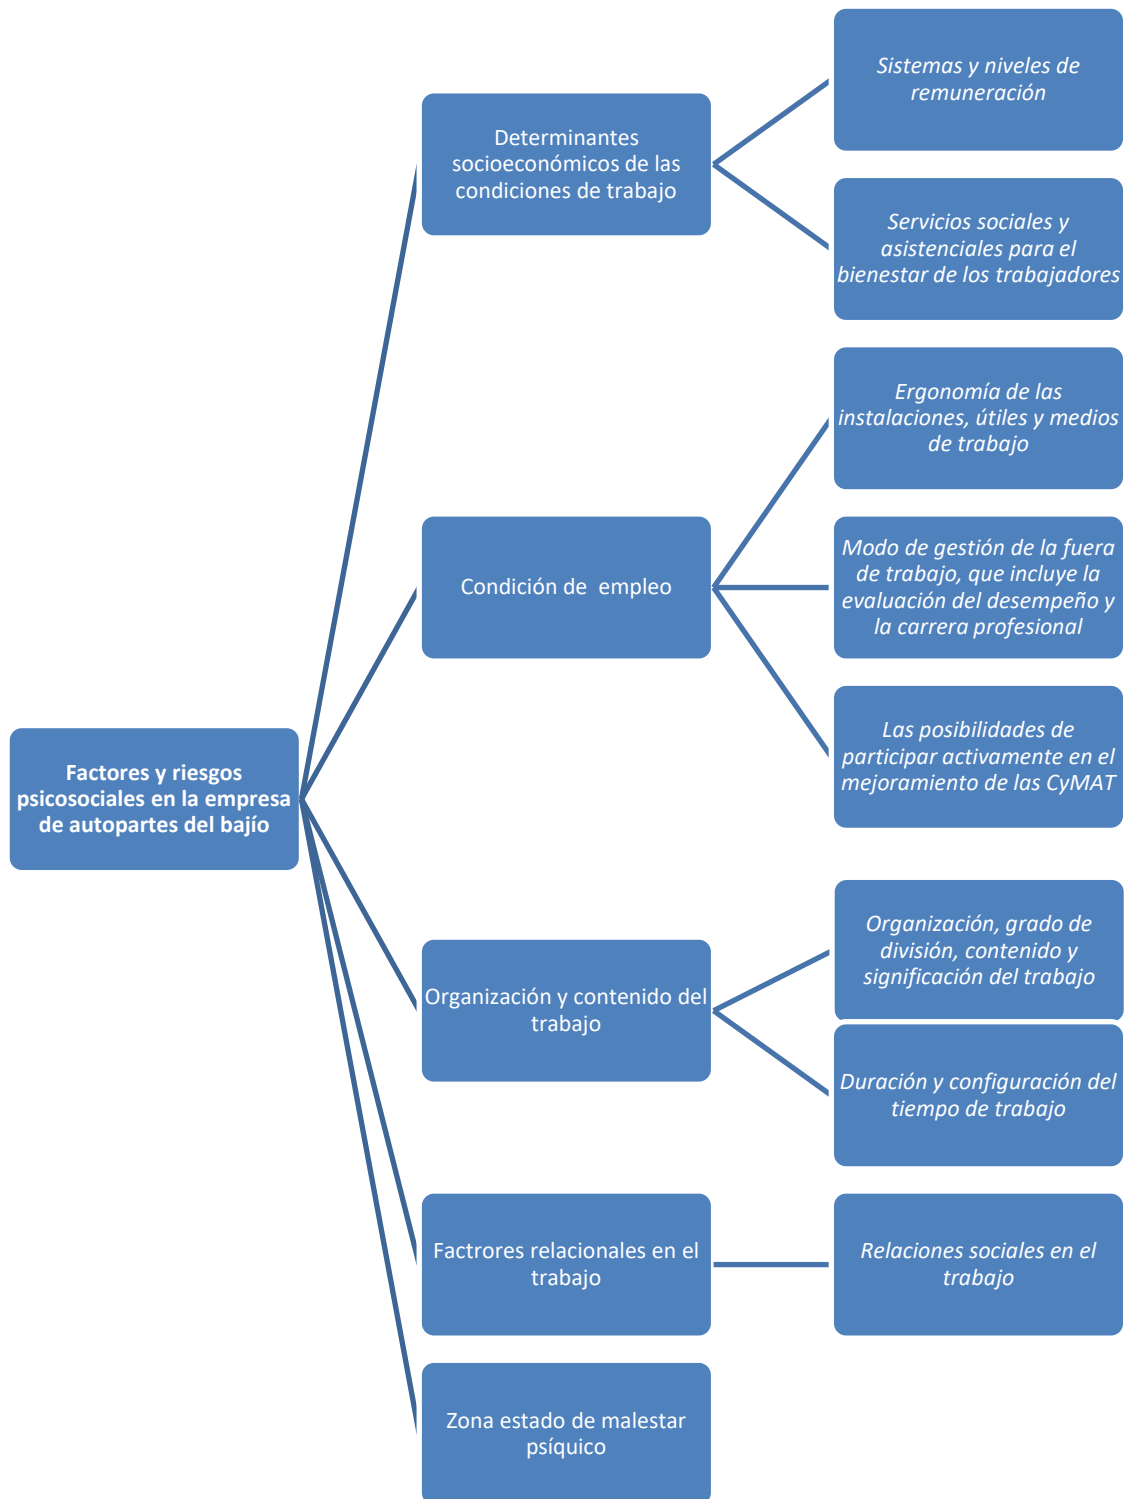 Factores y riesgos
psicosociales en la empresa
de autopartes del bajío
Determinantes
socioeconómicos de las
condiciones de trabajo
Sistemas y niveles de
remuneración
Servicios sociales y
asistenciales para el
bienestar de los trabajadores
Condición de  empleo
Ergonomía de las
instalaciones, útiles y medios
de trabajo
Modo de gestión de la fuera
de trabajo, que incluye la
evaluación del desempeño y
la carrera profesional
Las posibilidades de
participar activamente en el
mejoramiento de las CyMAT
Organización y contenido del
trabajo
Organización, grado de
división, contenido y
significación del trabajo
Duración y configuración del
tiempo de trabajo
Factrores relacionales en el
trabajo
Relaciones sociales en el
trabajo
Zona estado de malestar
psíquico